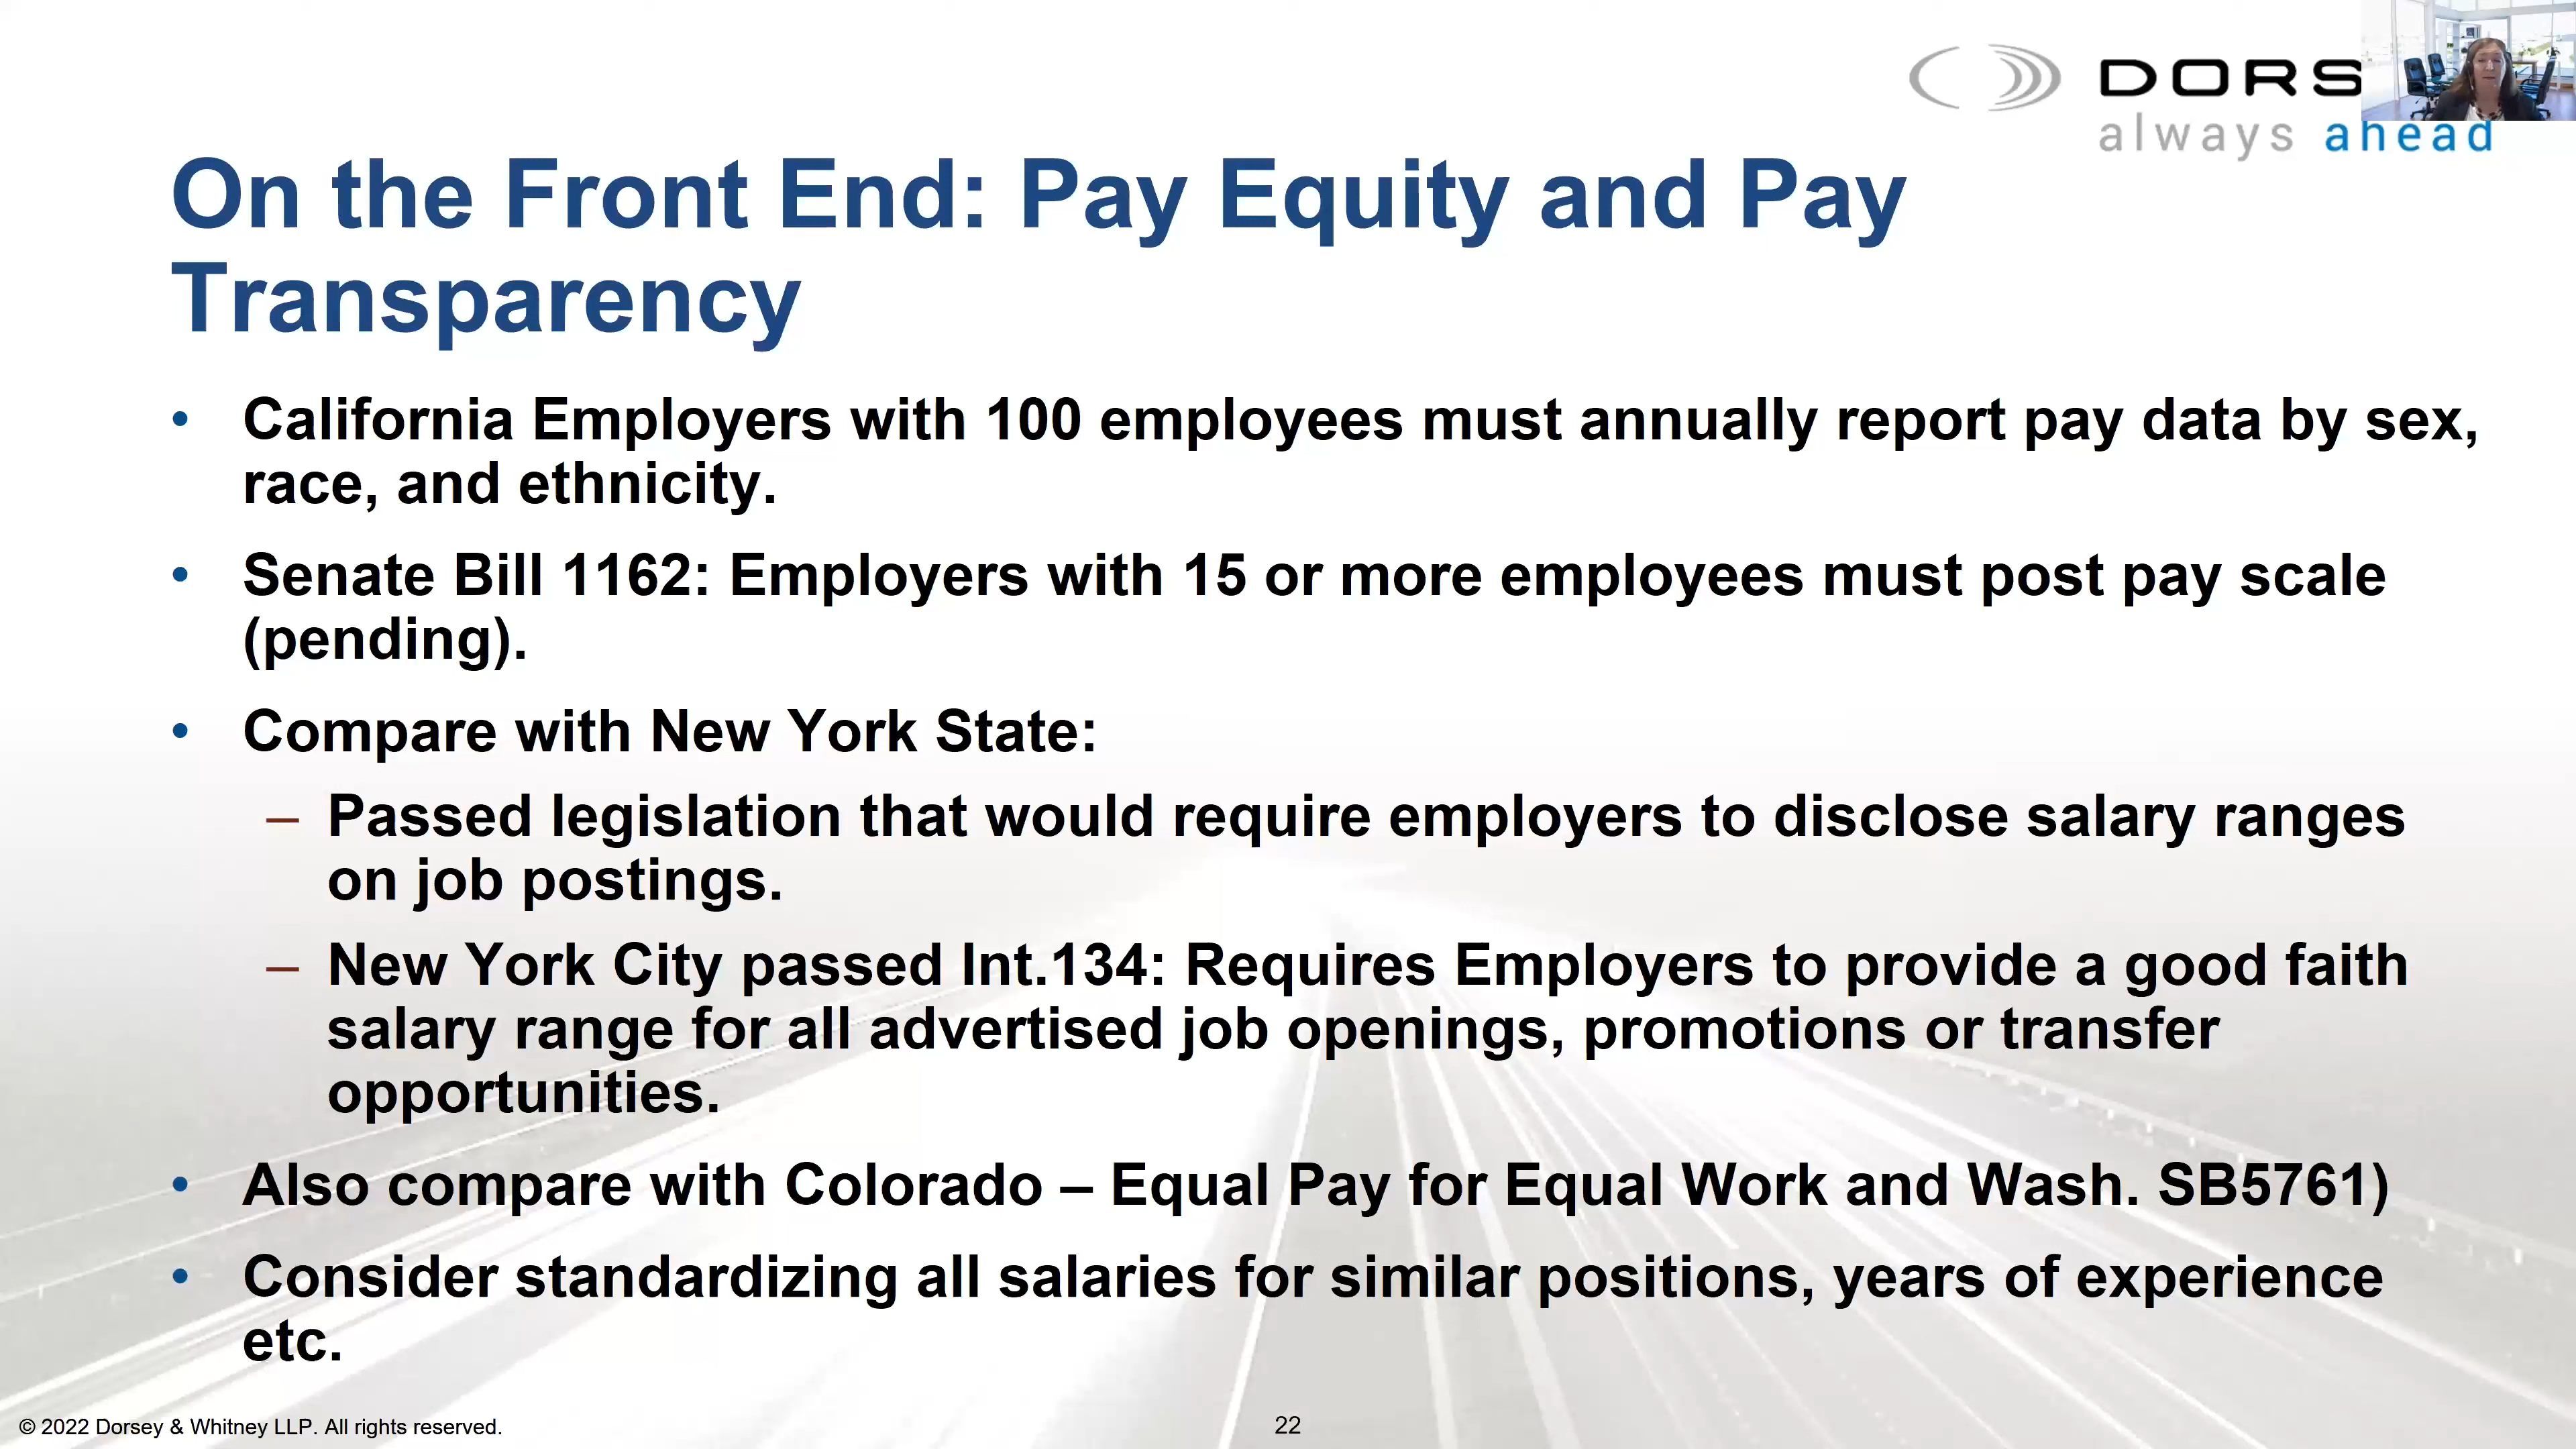 DORS
always ahead
On the Front End: Pay Equity and Pay
Transparency
• California Employers with 100 employees must annually report pay data by sex,
race, and ethnicity.
• Senate Bill 1162: Employers with 15 or more employees must post pay scale
(pending).
• Compare with New York State:
– Passed legislation that would require employers to disclose salary ranges
on job postings.
– New York City passed Int.134: Requires Employers to provide a good faith
salary range for all advertised job openings, promotions or transfer
opportunities.
• Also compare with Colorado – Equal Pay for Equal Work and Wash. SB5761)
• Consider standardizing all salaries for similar positions, years of experience
etc.
© 2022 Dorsey & Whitney LLP. All rights reserved.
22